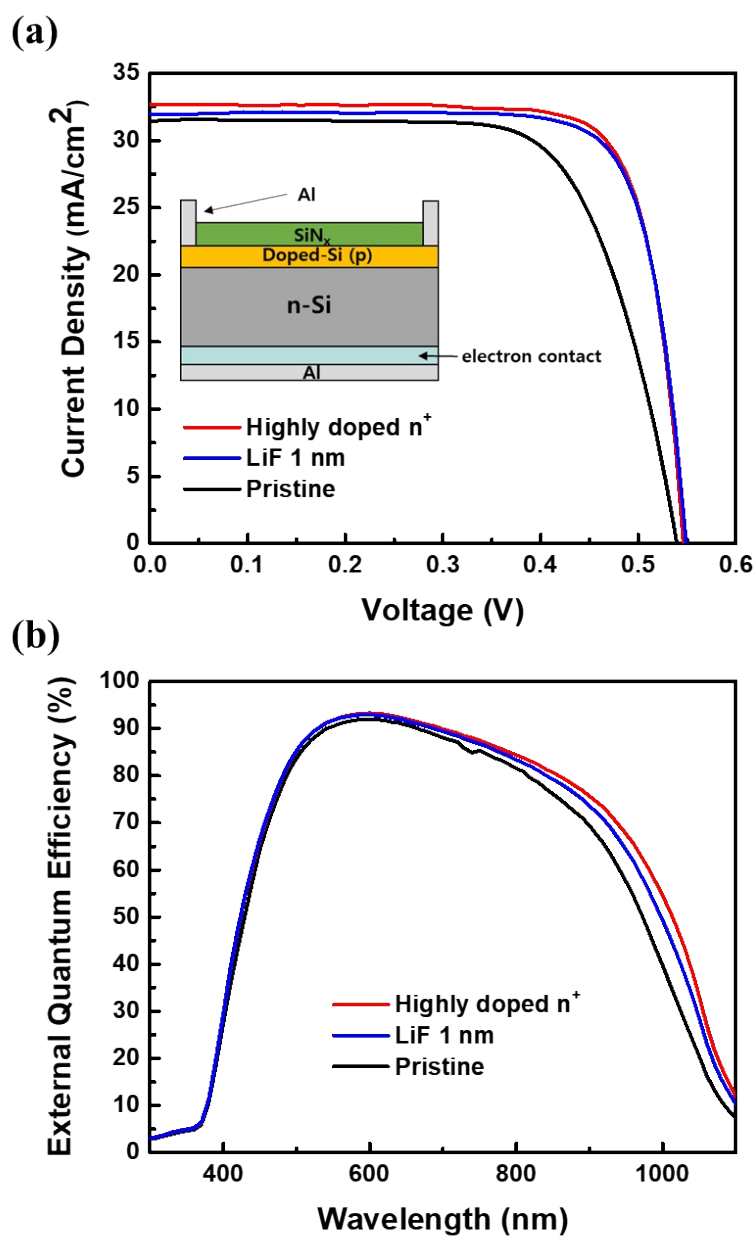 (a)
35
30
25
20
15
10
5
0
Current Density (mA/cm²)
Al
SiNₓ
Doped-Si (p)
n-Si
electron contact
Al
Highly doped n⁺
LiF 1 nm
Pristine
0.0 0.1 0.2 0.3 0.4 0.5 0.6
Voltage (V)
(b)
100
90
80
70
60
50
40
30
20
10
0
External Quantum Efficiency (%)
Highly doped n⁺
LiF 1 nm
Pristine
400 600 800 1000
Wavelength (nm)